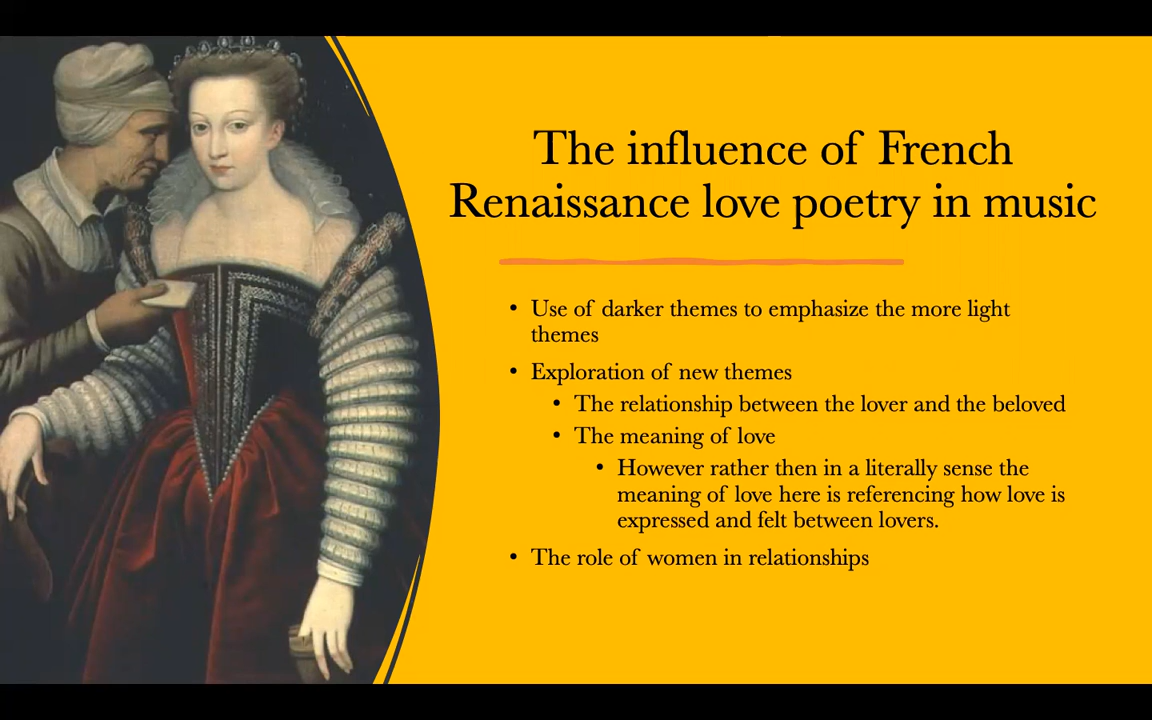 The influence of French
Renaissance love poetry in music
• Use of darker themes to emphasize the more light
themes
• Exploration of new themes
• The relationship between the lover and the beloved
• The meaning of love
• However rather then in a literally sense the
meaning of love here is referencing how love is
expressed and felt between lovers.
• The role of women in relationships